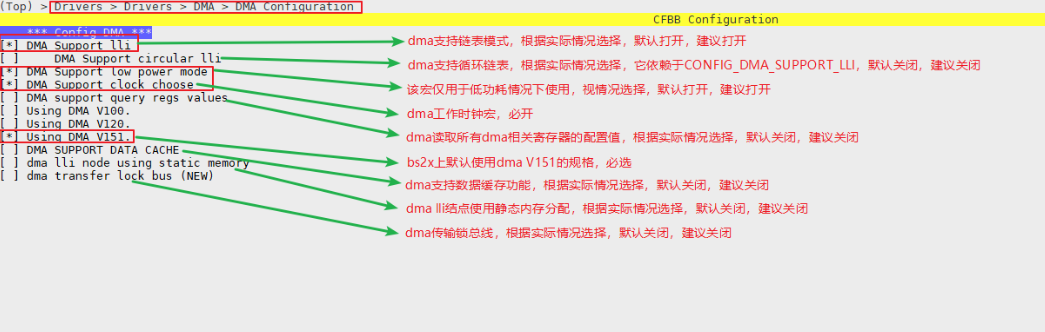 (Top) > Drivers > Drivers > DMA > DMA Configuration
CFBB Configuration
*** Config DMA ***
[*] DMA Support lli
dma支持链表模式，根据实际情况选择，默认打开，建议打开
[ ]     DMA Support circular lli
dma支持循环链表，根据实际情况选择，它依赖于CONFIG_DMA_SUPPORT_LLI，默认关闭，建议关闭
[*] DMA Support low power mode
该宏仅用于低功耗情况下使用，视情况选择，默认打开，建议打开
[*] DMA Support clock choose
dma工作时钟宏，必开
[ ] DMA support query regs values
dma读取所有dma相关寄存器的配置值，根据实际情况选择，默认关闭，建议关闭
[ ] Using DMA V100.
[ ] Using DMA V120.
[*] Using DMA V151.
bs2x上默认使用dma V151的规格，必选
[ ] DMA SUPPORT DATA CACHE
dma支持数据缓存功能，根据实际情况选择，默认关闭，建议关闭
[ ] dma lli node using static memory
dma lli结点使用静态内存分配，根据实际情况选择，默认关闭，建议关闭
[ ] dma transfer lock bus (NEW)
dma传输锁总线，根据实际情况选择，默认关闭，建议关闭